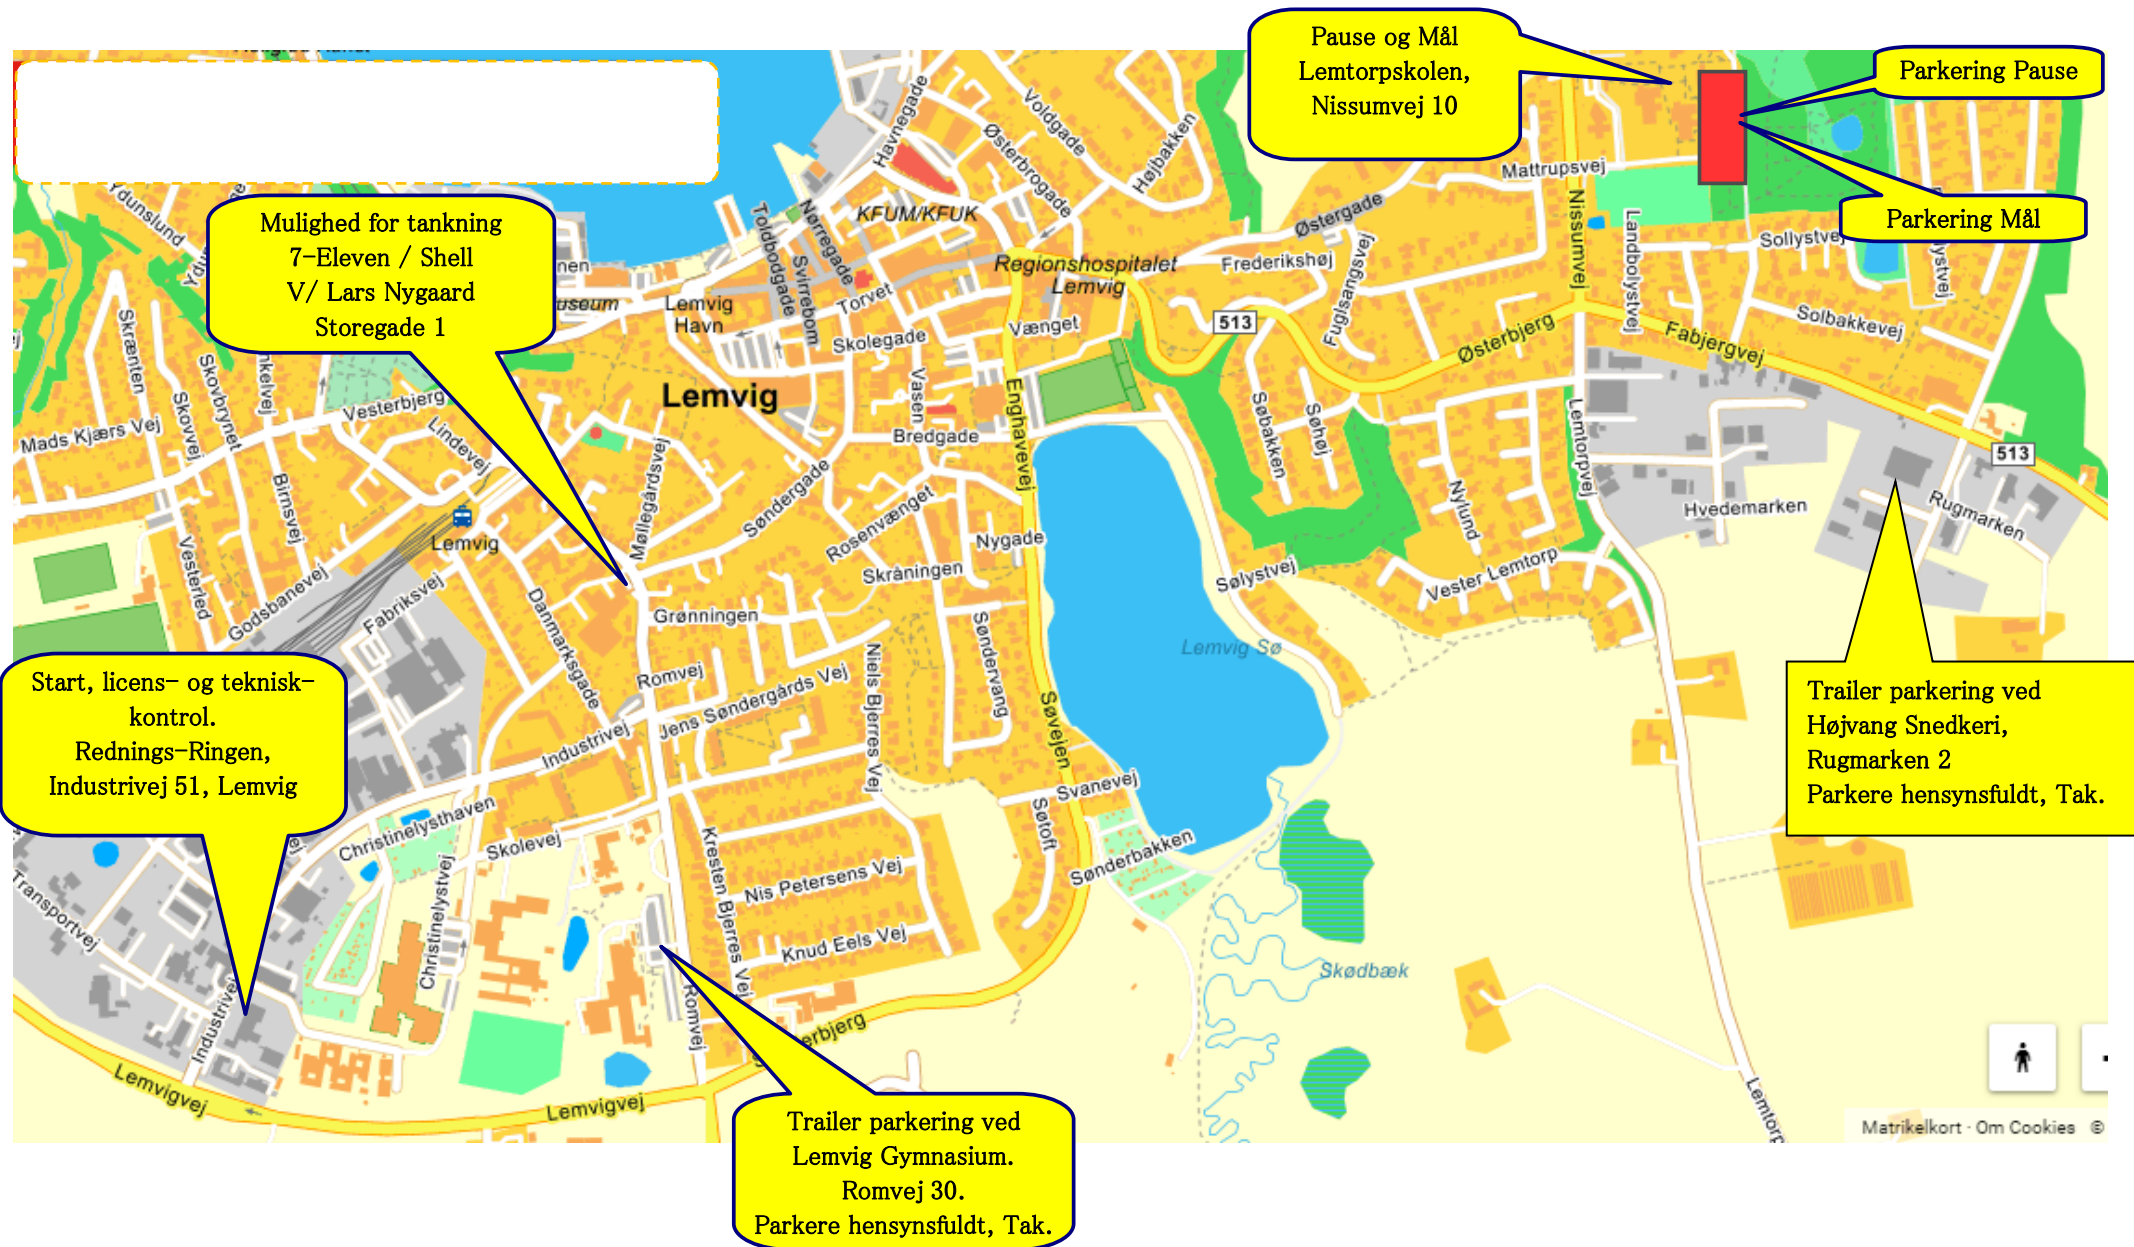 Pause og Mål
Lemtorpskolen,
Nissumvej 10
Parkering Pause
Parkering Mål
Mulighed for tankning
7-Eleven / Shell
V/ Lars Nygaard
Storegade 1
Start, licens- og teknisk-
kontrol.
Rednings-Ringen,
Industrivej 51, Lemvig
Trailer parkering ved
Højvang Snedkeri,
Rugmarken 2
Parkere hensynsfuldt, Tak.
Trailer parkering ved
Lemvig Gymnasium.
Romvej 30.
Parkere hensynsfuldt, Tak.
Havnegade
Voldgade
Østerbrogade
Højbakken
KFUM/KFUK
Toldbodgade
Nørregade
Svirrebom
Torvet
Ydunslund
Regionshospitalet
Lemvig
Østergade
Frederikshøj
Fuglsangsvej
Mattrupsvej
Nissumvej
Landbolystvej
Sollystvej
Solbakkevej
Østerbjerg
Fabjergvej
513
513
Lemvig
Havn
Skolegade
Vænget
Vasen
Bredgade
Enghavevej
Lemvig
Skrænten
Skovvej
Skovbrynet
Mads Kjærs Vej
Vesterbjerg
Lindevej
Birnsvej
Vesterled
Godsbanevej
Lemvig
Fabriksvej
Møllegårdsvej
Søndergade
Rosenvænget
Nygade
Skråningen
Grønningen
Danmarksgade
Romvej
Jens Søndergårds Vej
Niels Bjerres Vej
Søndervang
Søvejen
Industrivej
Søbakken
Søhøj
Nylund
Lemtorpvej
Hvedemarken
Rugmarken
Vester Lemtorp
Sølystvej
Lemvig Sø
Svanevej
Søtoft
Sønderbakken
Christinelysthaven
Skolevej
Christinelystvej
Kresten Bjerres Vej
Nis Petersens Vej
Knud Eels Vej
Transportvej
Industrivej
Romvej
Lemvigvej
Lemvigvej
Skødbæk
Matrikelkort · Om Cookies ©